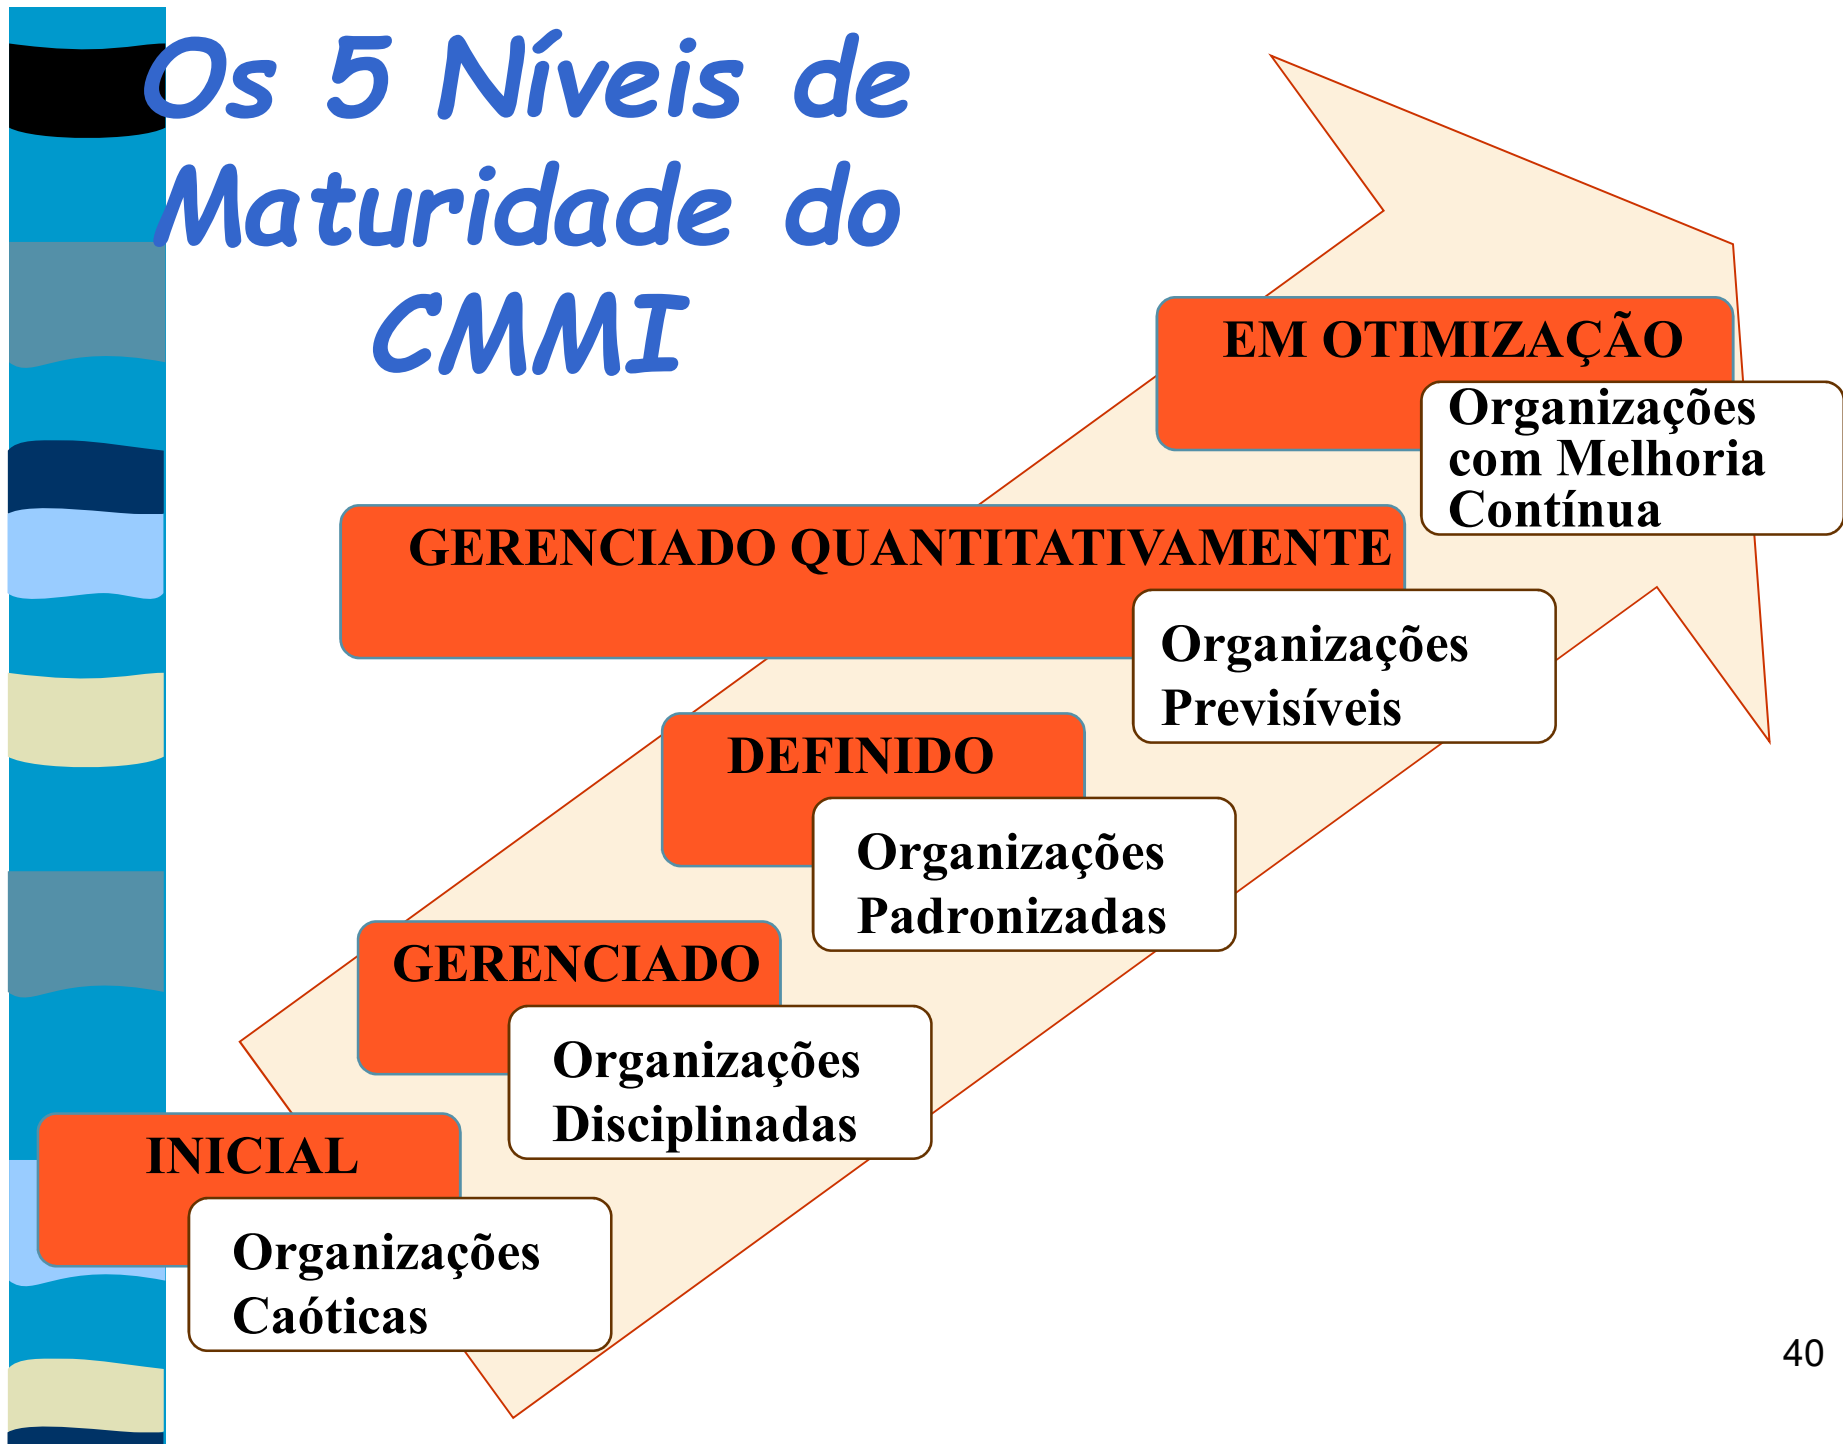 Os 5 Níveis de
Maturidade do
CMMI
EM OTIMIZAÇÃO
Organizações
com Melhoria
Contínua
GERENCIADO QUANTITATIVAMENTE
Organizações
Previsíveis
DEFINIDO
Organizações
Padronizadas
GERENCIADO
Organizações
Disciplinadas
INICIAL
Organizações
Caóticas
40